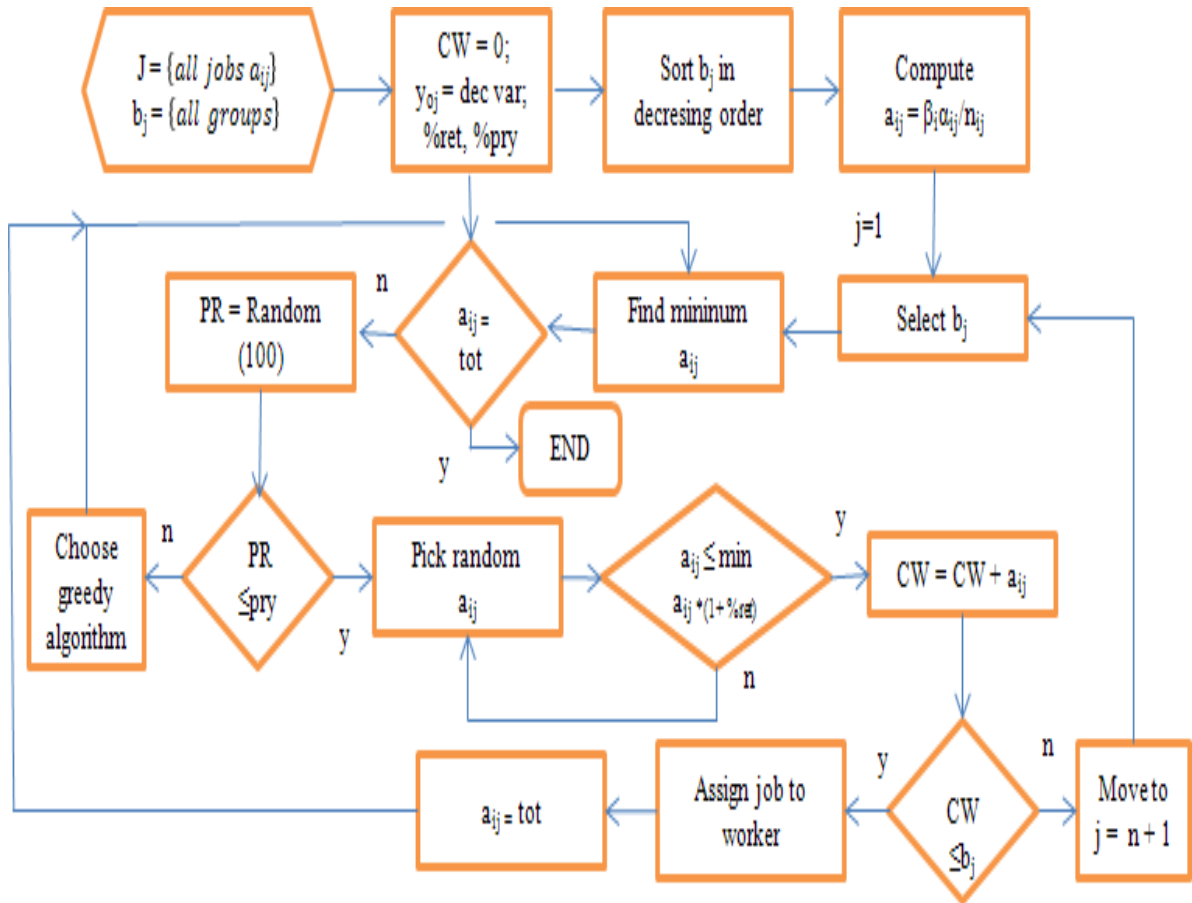 J = {all jobs aᵢⱼ}
bⱼ = {all groups}
CW = 0;
y₀ⱼ = dec var;
%ret, %pry
Sort bⱼ in
decresing order
Compute
aᵢⱼ = βᵢαᵢⱼ/nᵢⱼ
j=1
Select bⱼ
Find mininum
aᵢⱼ
aᵢⱼ =
tot
n
y
END
PR = Random
(100)
PR
≤pry
n
y
Choose
greedy
algorithm
Pick random
aᵢⱼ
aᵢⱼ ≤ min
aᵢⱼ *(1+%ret)
y
n
CW = CW + aᵢⱼ
CW
≤bⱼ
y
n
Move to
j = n + 1
Assign job to
worker
aᵢⱼ = tot